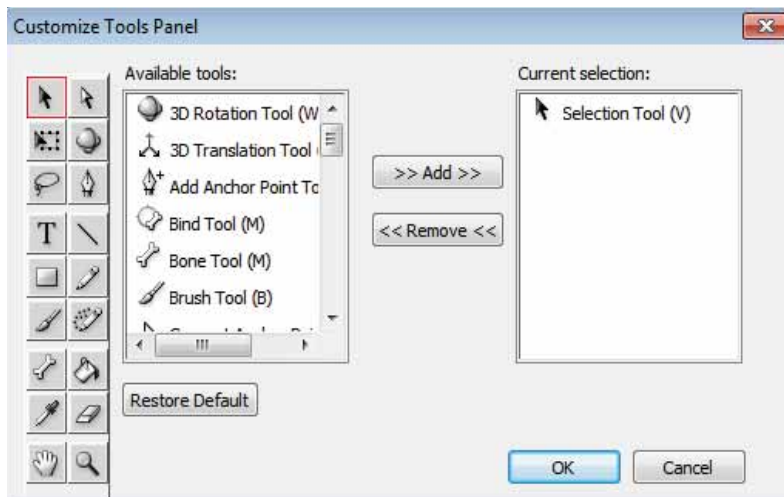 Customize Tools Panel
Available tools:
3D Rotation Tool (W
3D Translation Tool
Add Anchor Point To
Bind Tool (M)
Bone Tool (M)
Brush Tool (B)
Restore Default
>> Add >>
<< Remove <<
Current selection:
Selection Tool (V)
OK
Cancel
T